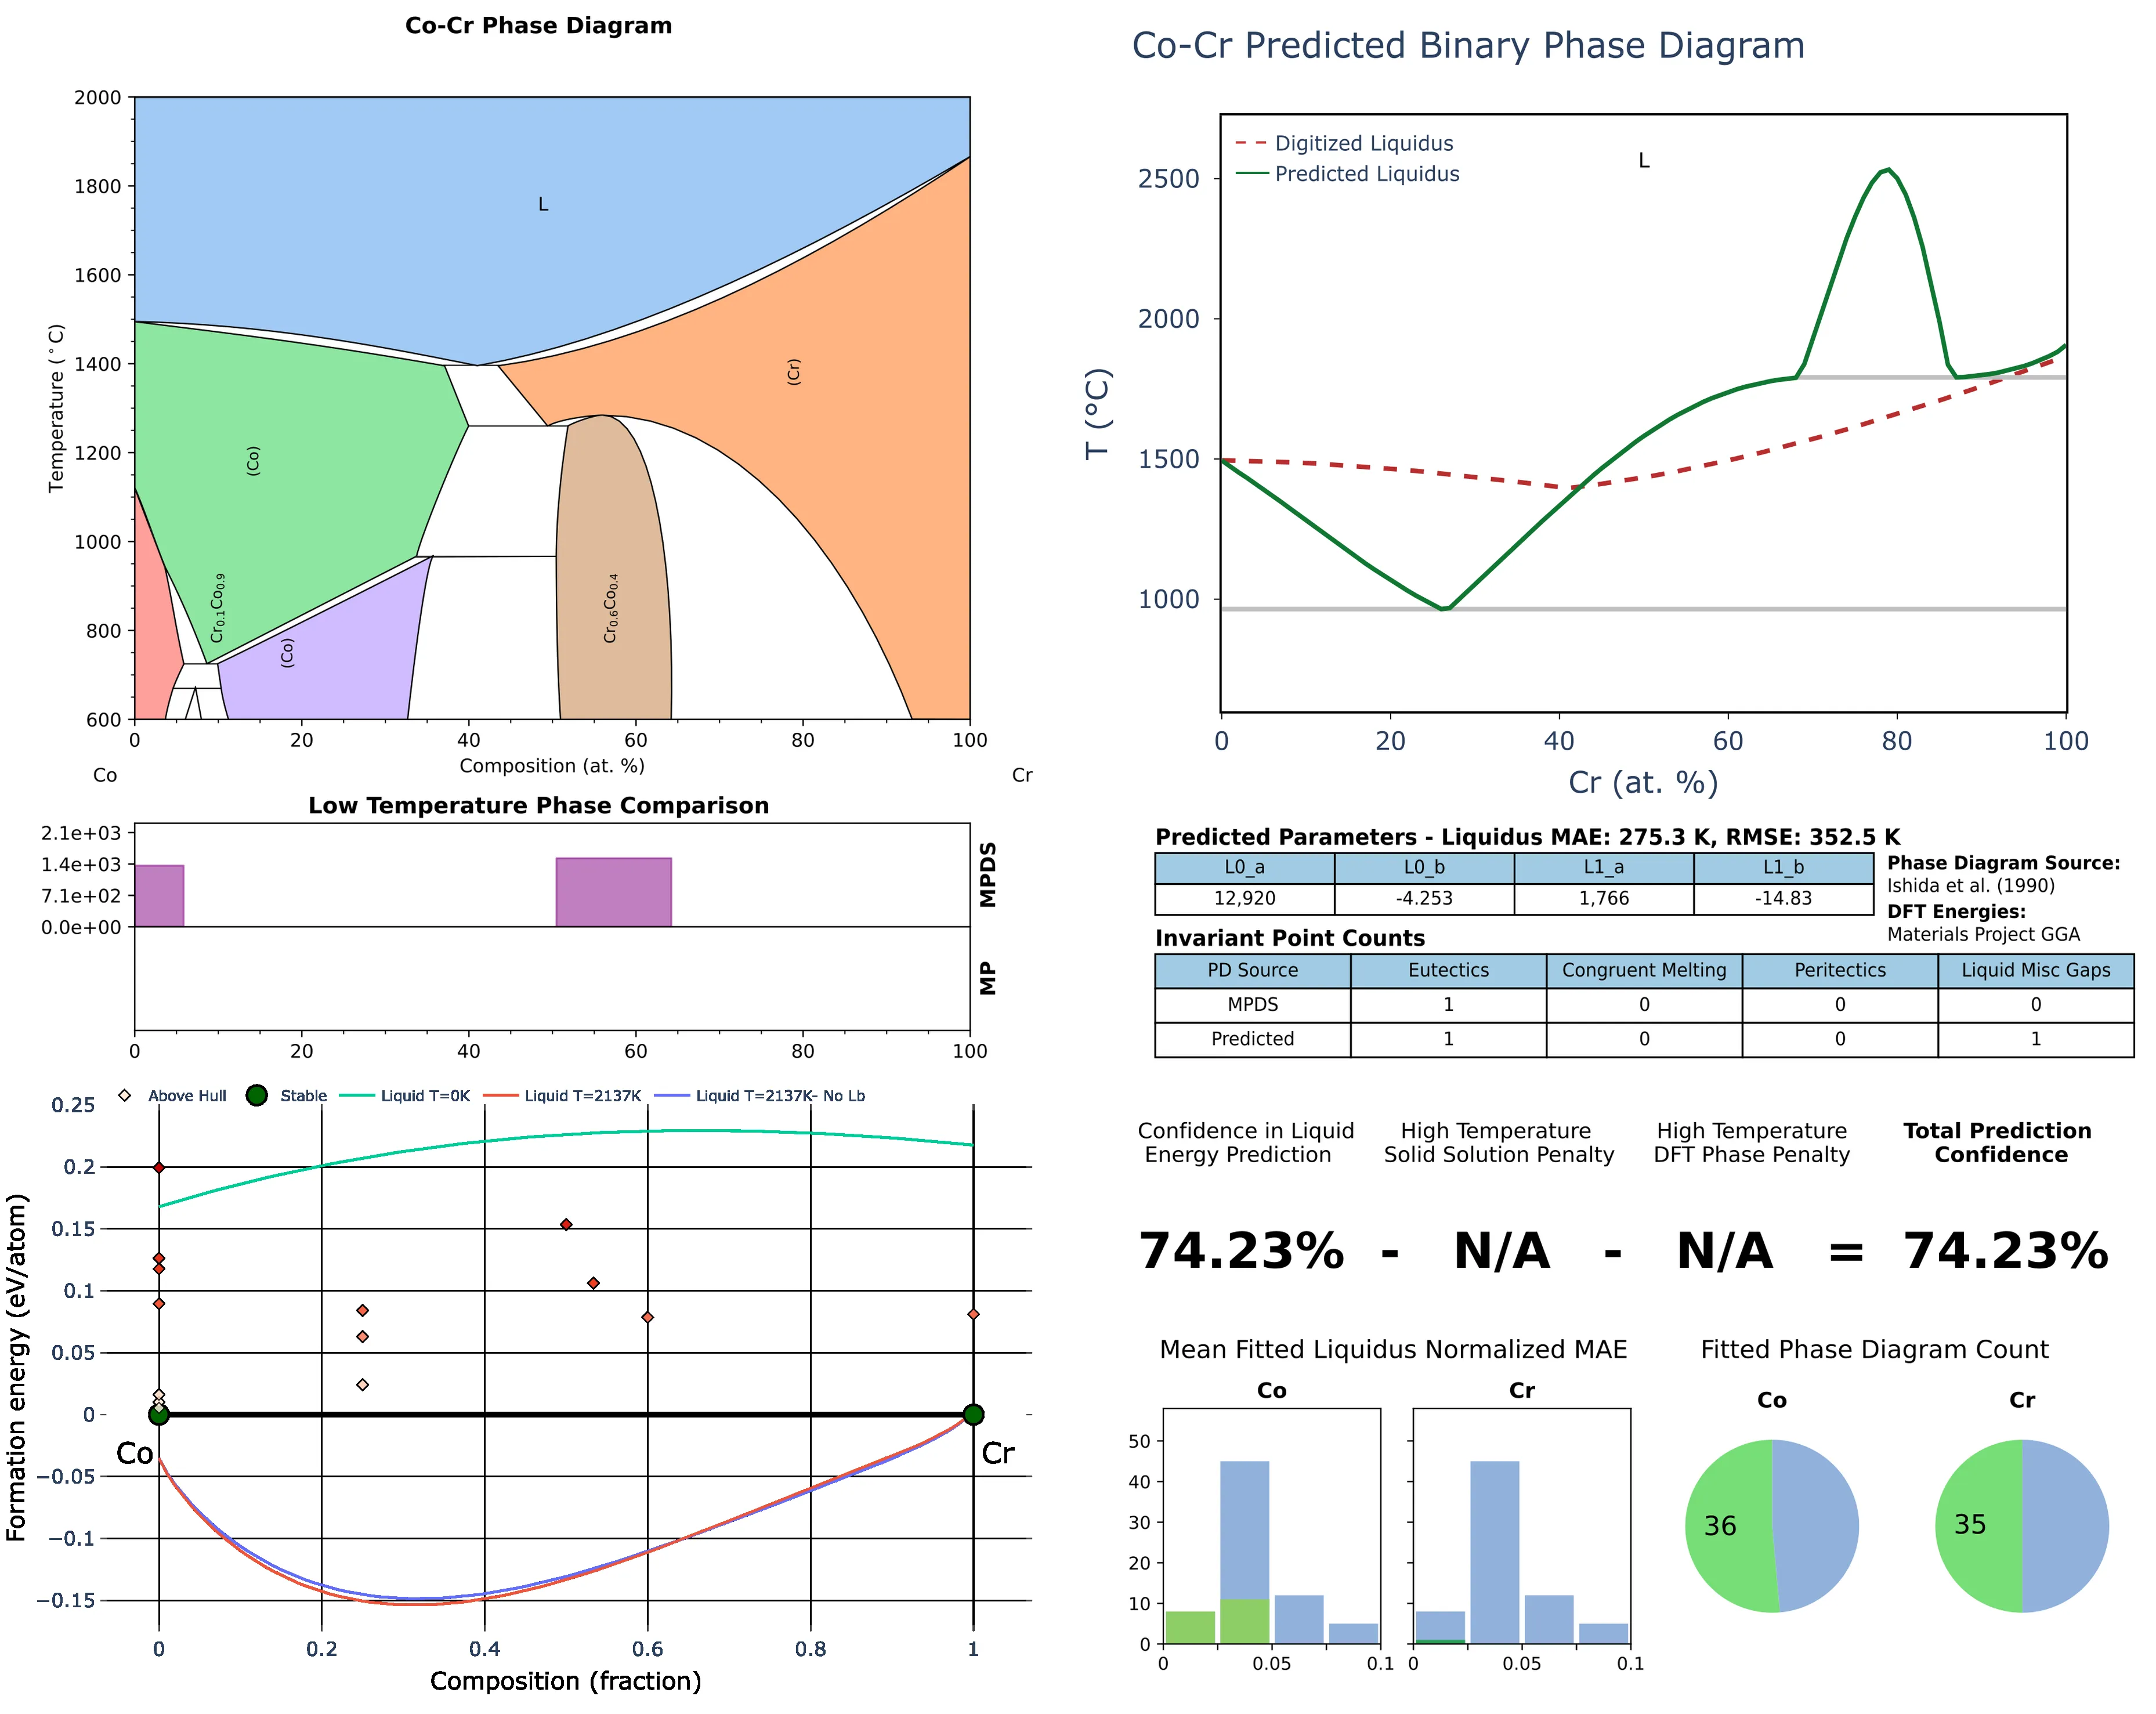 Co-Cr Phase Diagram
2000
1800
1600
1400
1200
1000
800
600
Temperature (°C)
L
(Co)
(Cr)
Cr0.1Co0.9
(Co)
Cr0.6Co0.4
0 20 40 60 80 100
Composition (at. %)
Co
Cr
Low Temperature Phase Comparison
2.1e+03
1.4e+03
7.1e+02
0.0e+00
MPDS
MP
0 20 40 60 80 100
Above Hull Stable Liquid T=0K Liquid T=2137K Liquid T=2137K- No Lb
0.25
0.2
0.15
0.1
0.05
0
−0.05
−0.1
−0.15
Formation energy (eV/atom)
Co
Cr
0 0.2 0.4 0.6 0.8 1
Composition (fraction)
Co-Cr Predicted Binary Phase Diagram
Digitized Liquidus
Predicted Liquidus
L
2500
2000
1500
1000
T (°C)
0 20 40 60 80 100
Cr (at. %)
Predicted Parameters - Liquidus MAE: 275.3 K, RMSE: 352.5 K
L0_a L0_b L1_a L1_b
12,920 -4.253 1,766 -14.83
Phase Diagram Source:
Ishida et al. (1990)
DFT Energies:
Materials Project GGA
Invariant Point Counts
PD Source Eutectics Congruent Melting Peritectics Liquid Misc Gaps
MPDS 1 0 0 0
Predicted 1 0 0 1
Confidence in Liquid
Energy Prediction
High Temperature
Solid Solution Penalty
High Temperature
DFT Phase Penalty
Total Prediction
Confidence
74.23% - N/A - N/A = 74.23%
Mean Fitted Liquidus Normalized MAE
Co
Cr
50
40
30
20
10
0
0 0.05 0.1
0 0.05 0.1
Fitted Phase Diagram Count
Co
Cr
36
35